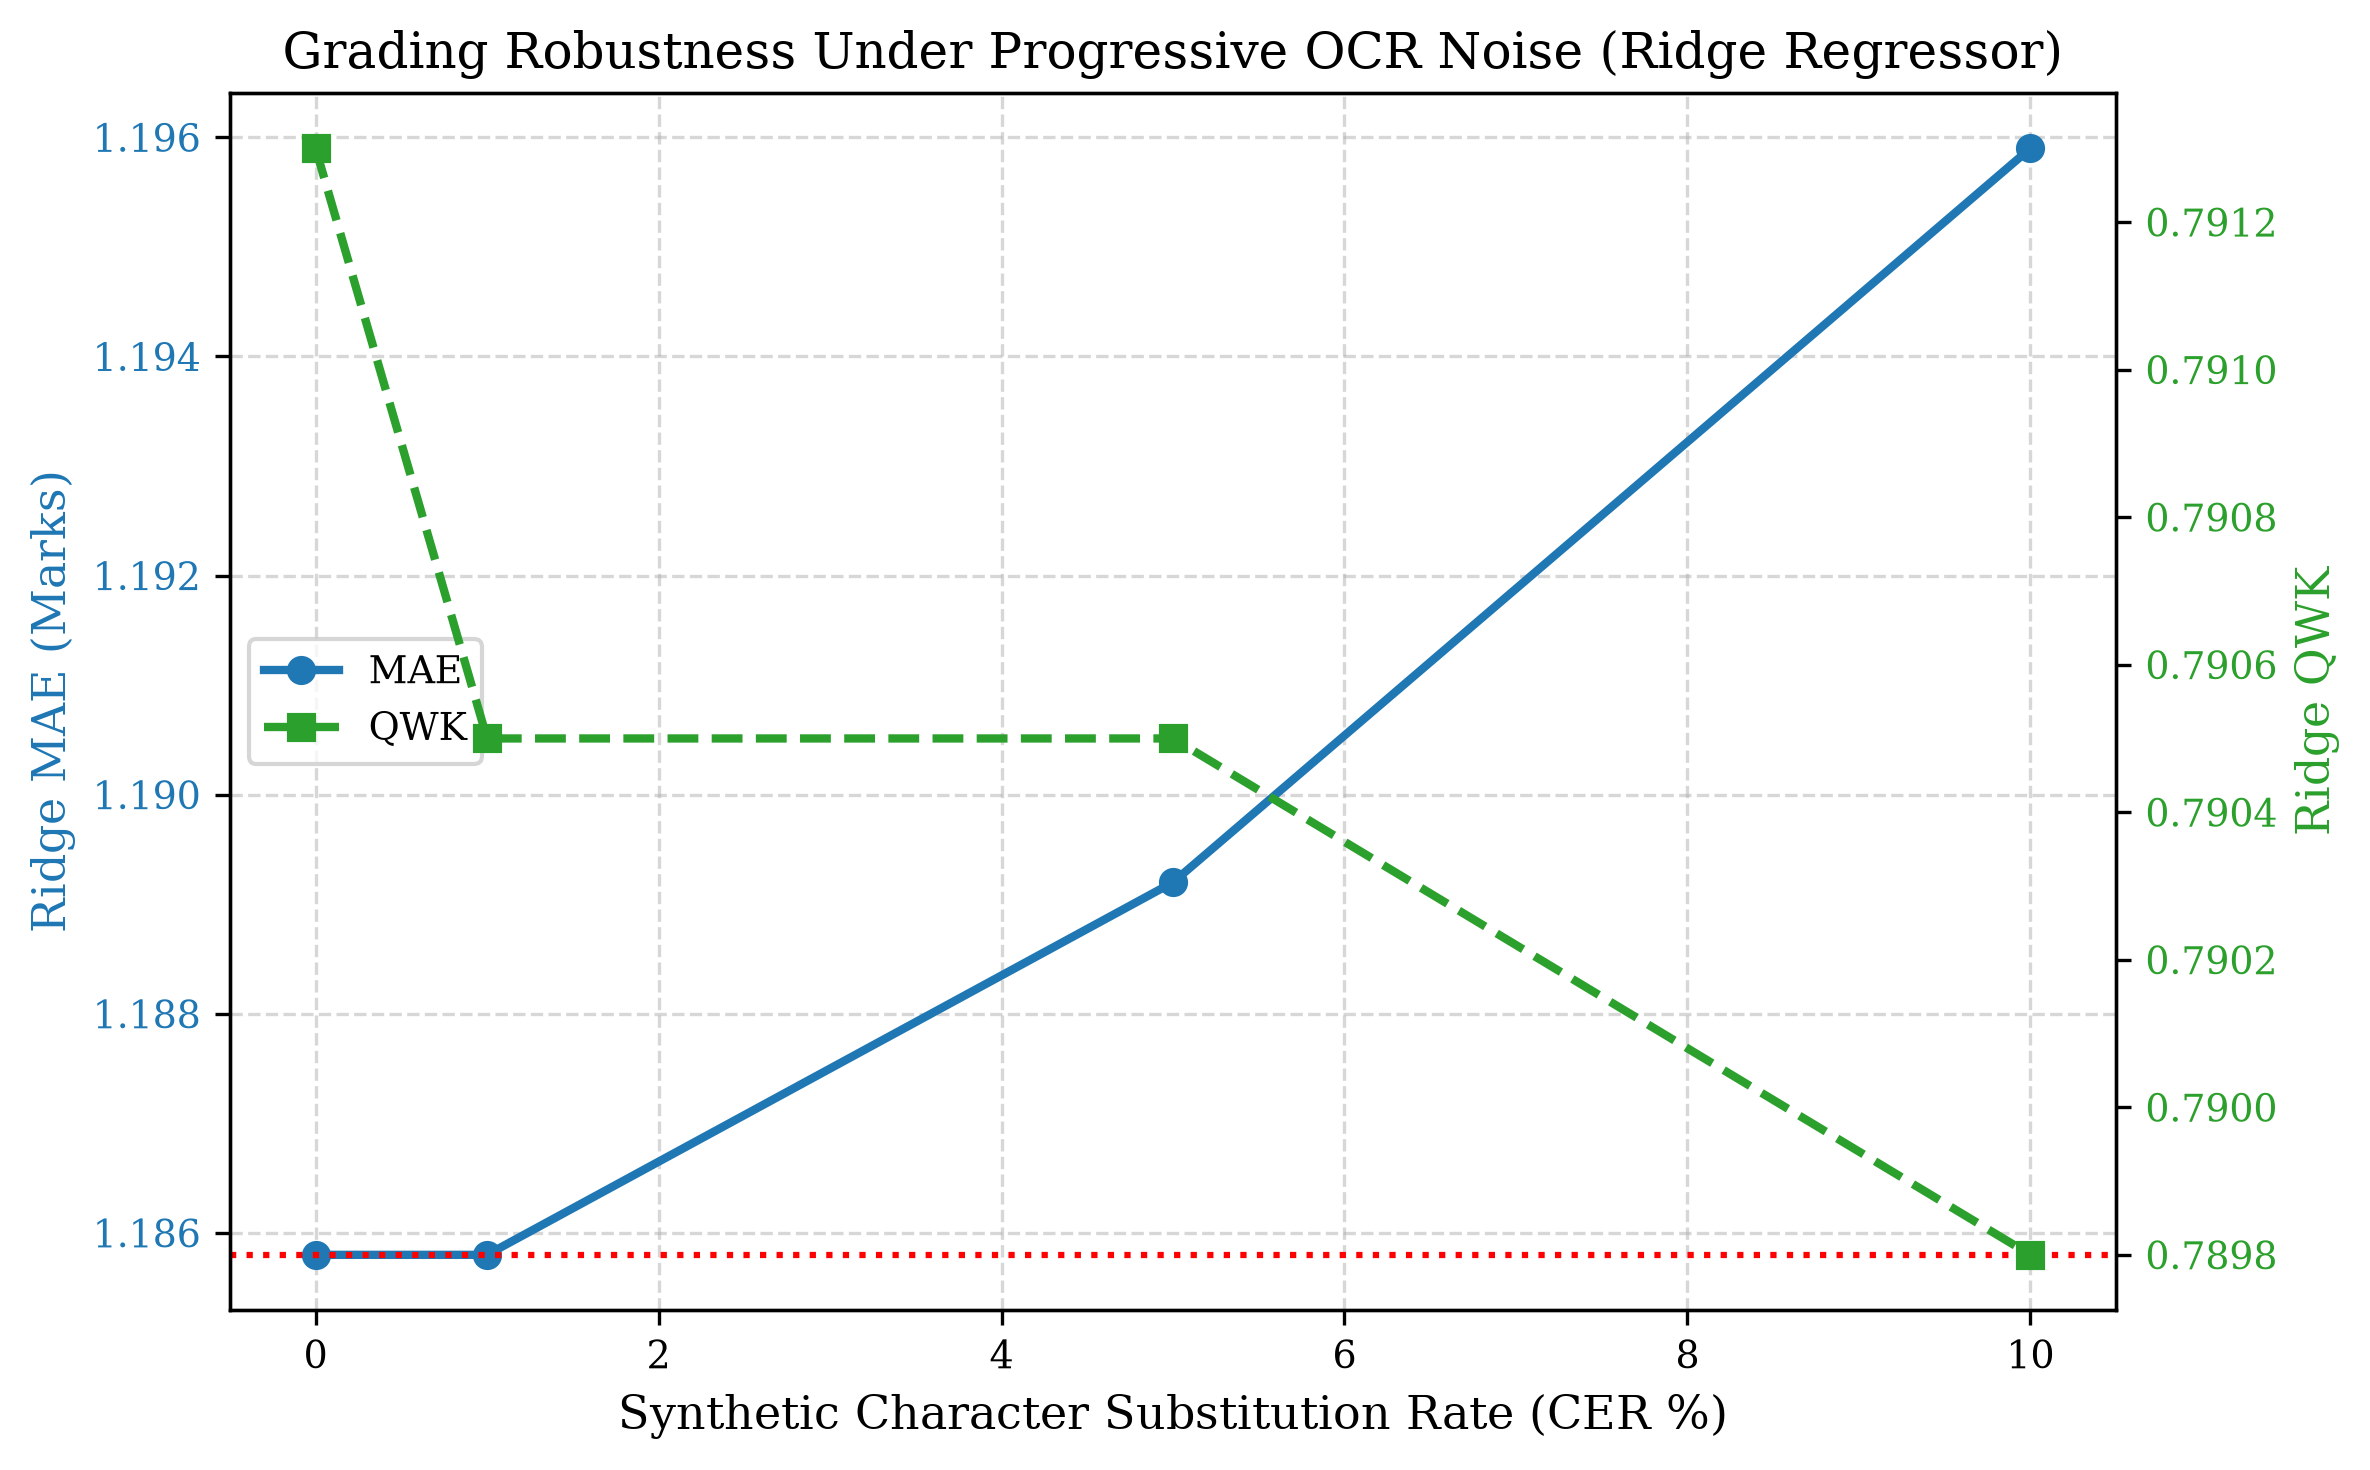 Grading Robustness Under Progressive OCR Noise (Ridge Regressor)
Ridge MAE (Marks)
1.196
1.194
1.192
1.190
1.188
1.186
MAE
QWK
0.7912
0.7910
0.7908
0.7906
0.7904
0.7902
0.7900
0.7898
Ridge QWK
0 2 4 6 8 10
Synthetic Character Substitution Rate (CER %)